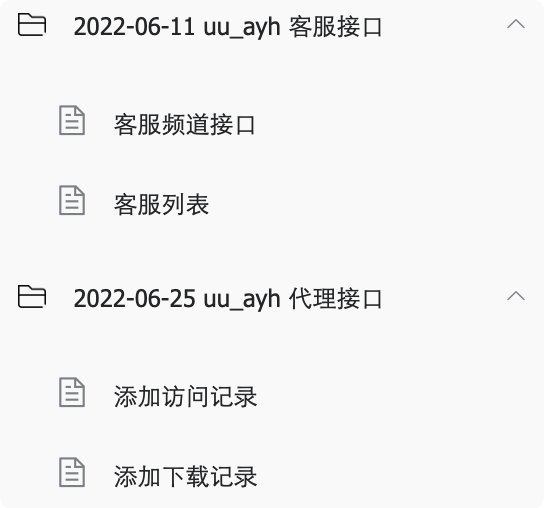 2022-06-11 uu_ayh 客服接口
客服频道接口
客服列表
2022-06-25 uu_ayh 代理接口
添加访问记录
添加下载记录